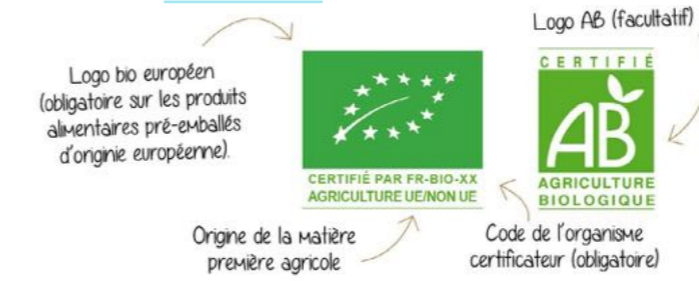 Logo AB (facultatif)
Logo bio européen
(obligatoire sur les produits
alimentaires pré-emballés
d'originie européenne).
CERTIFIÉ PAR FR-BIO-XX
AGRICULTURE UE/NON UE
CERTIFIÉ
AB
AGRICULTURE
BIOLOGIQUE
Origine de la matière
première agricole
Code de l'organisme
certificateur (obligatoire)